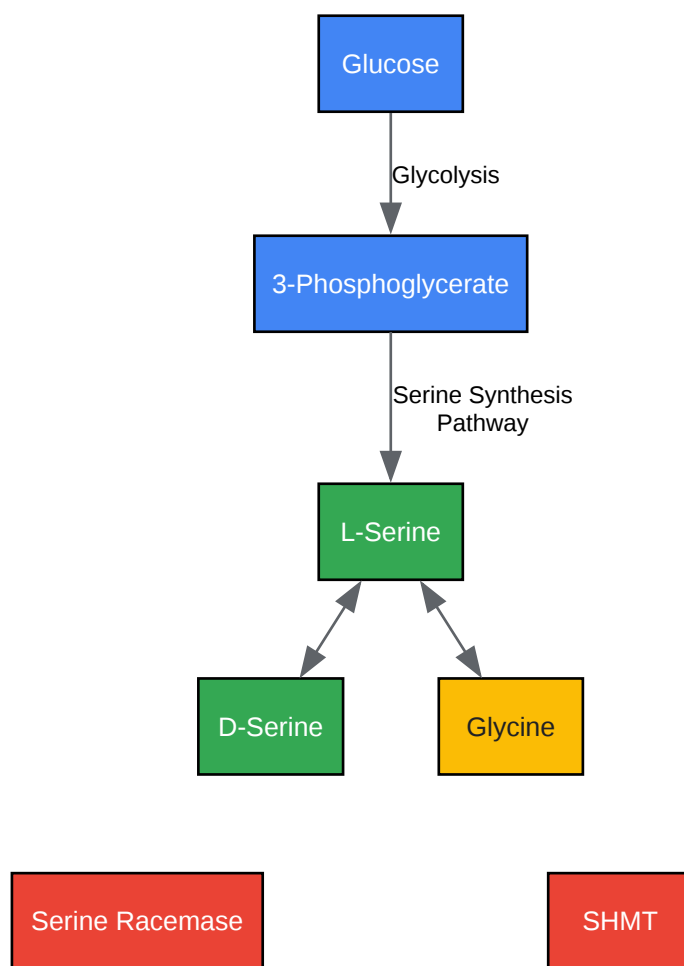 Glucose
Glycolysis
3-Phosphoglycerate
Serine Synthesis
Pathway
L-Serine
D-Serine
Glycine
Serine Racemase
SHMT